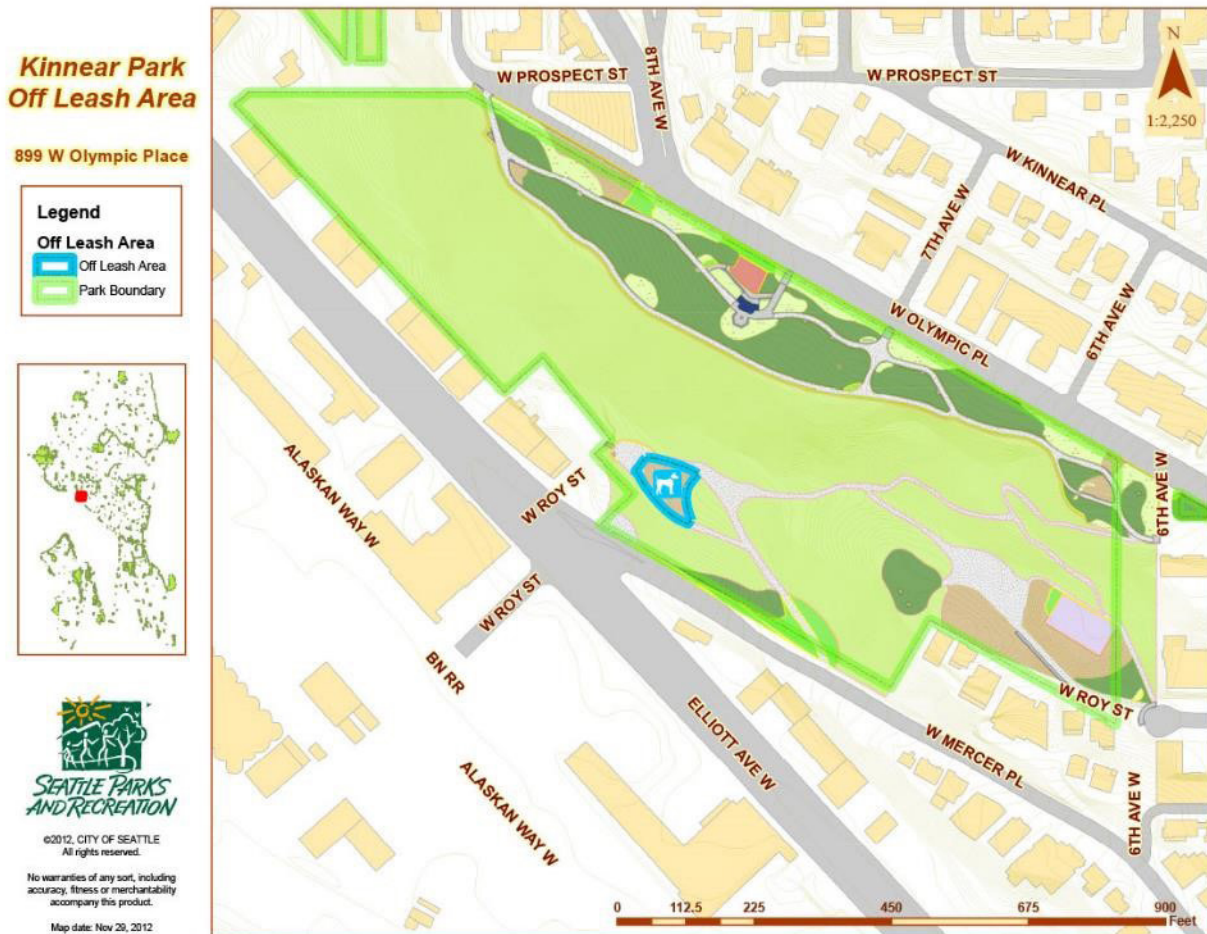 Kinnear Park
Off Leash Area
899 W Olympic Place
Legend
Off Leash Area
Off Leash Area
Park Boundary
SEATTLE PARKS
AND RECREATION
©2012, CITY OF SEATTLE
All rights reserved.
No warranties of any sort, including
accuracy, fitness or merchantability
accompany this product.
Map date: Nov 29, 2012
N
1:2,250
W PROSPECT ST
8TH AVE W
W PROSPECT ST
W KINNEAR PL
7TH AVE W
6TH AVE W
W OLYMPIC PL
6TH AVE W
ALASKAN WAY W
W ROY ST
W ROY ST
BN RR
ELLIOTT AVE W
W ROY ST
W MERCER PL
ALASKAN WAY W
6TH AVE W
0 112.5 225 450 675 900
Feet